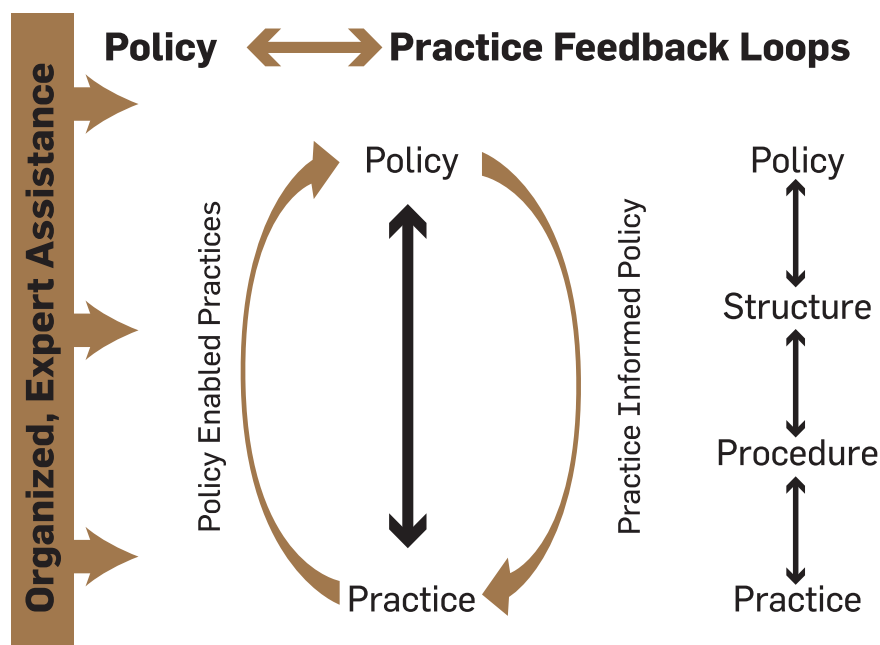 Policy Practice Feedback Loops
Organized, Expert Assistance
Policy
Policy Enabled Practices
Practice Informed Policy
Practice
Policy
Structure
Procedure
Practice